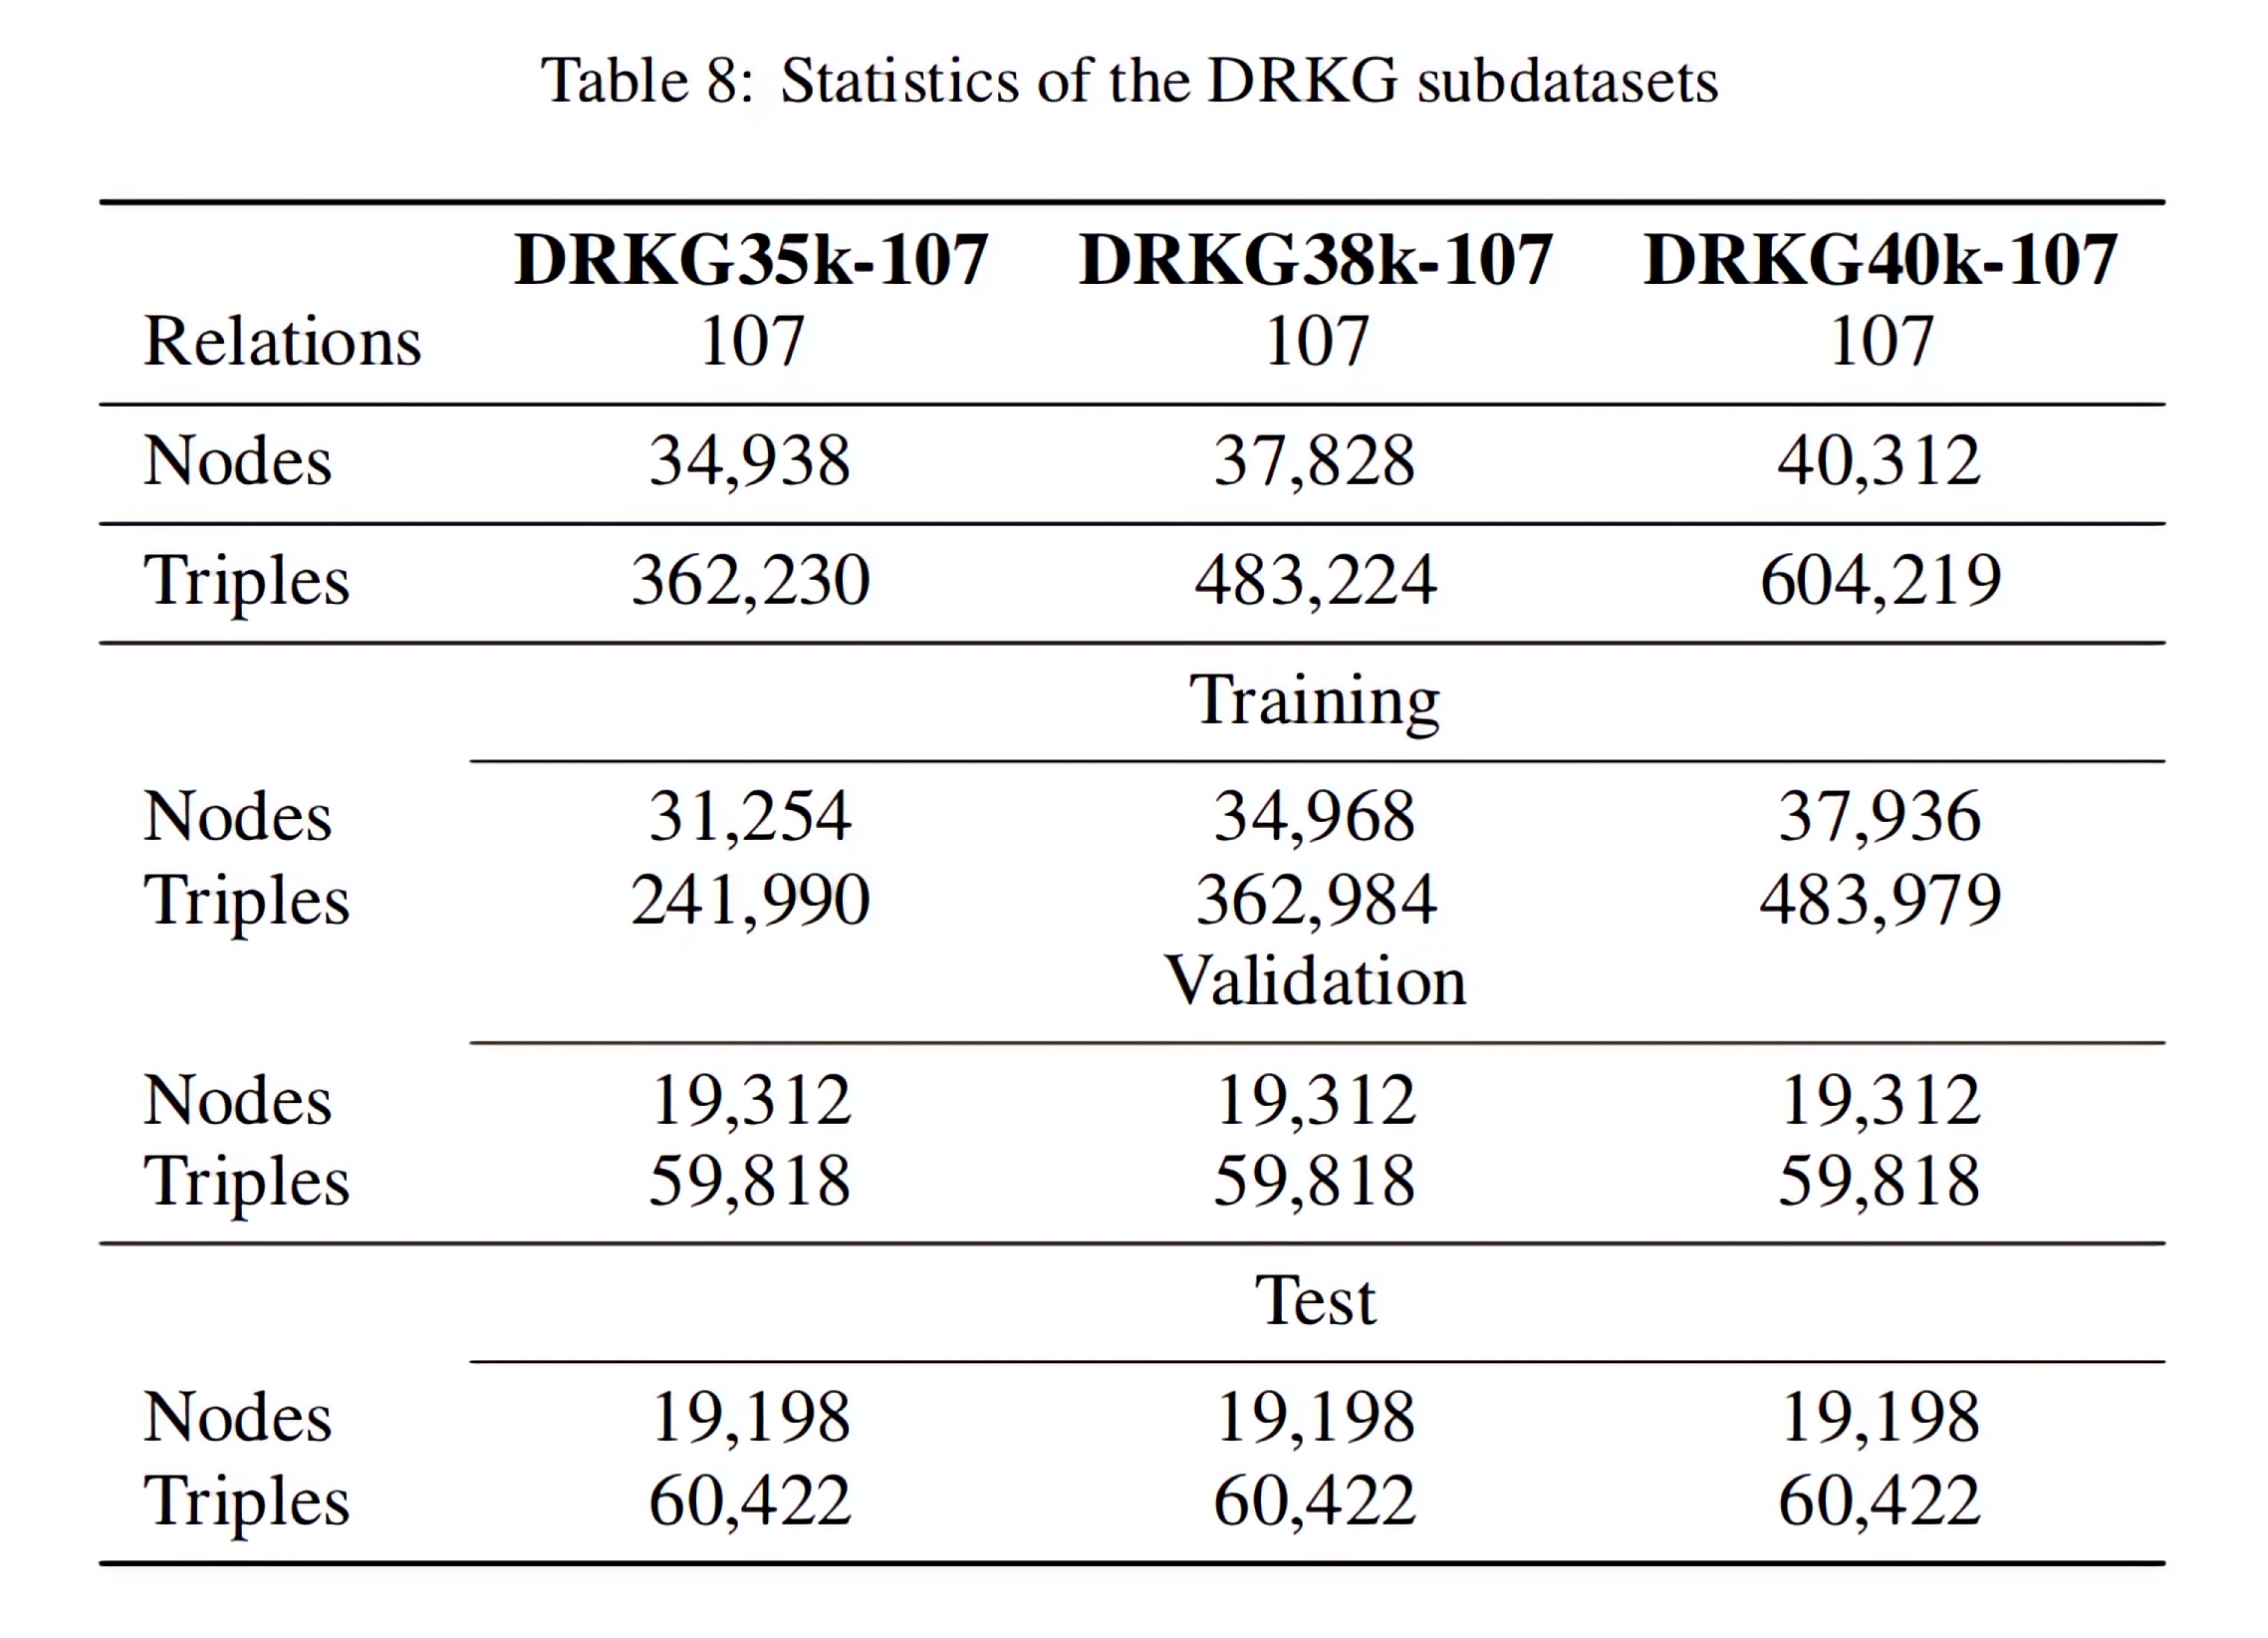 Table 8: Statistics of the DRKG subdatasets
DRKG35k-107 DRKG38k-107 DRKG40k-107
Relations 107 107 107
Nodes 34,938 37,828 40,312
Triples 362,230 483,224 604,219
Training
Nodes 31,254 34,968 37,936
Triples 241,990 362,984 483,979
Validation
Nodes 19,312 19,312 19,312
Triples 59,818 59,818 59,818
Test
Nodes 19,198 19,198 19,198
Triples 60,422 60,422 60,422